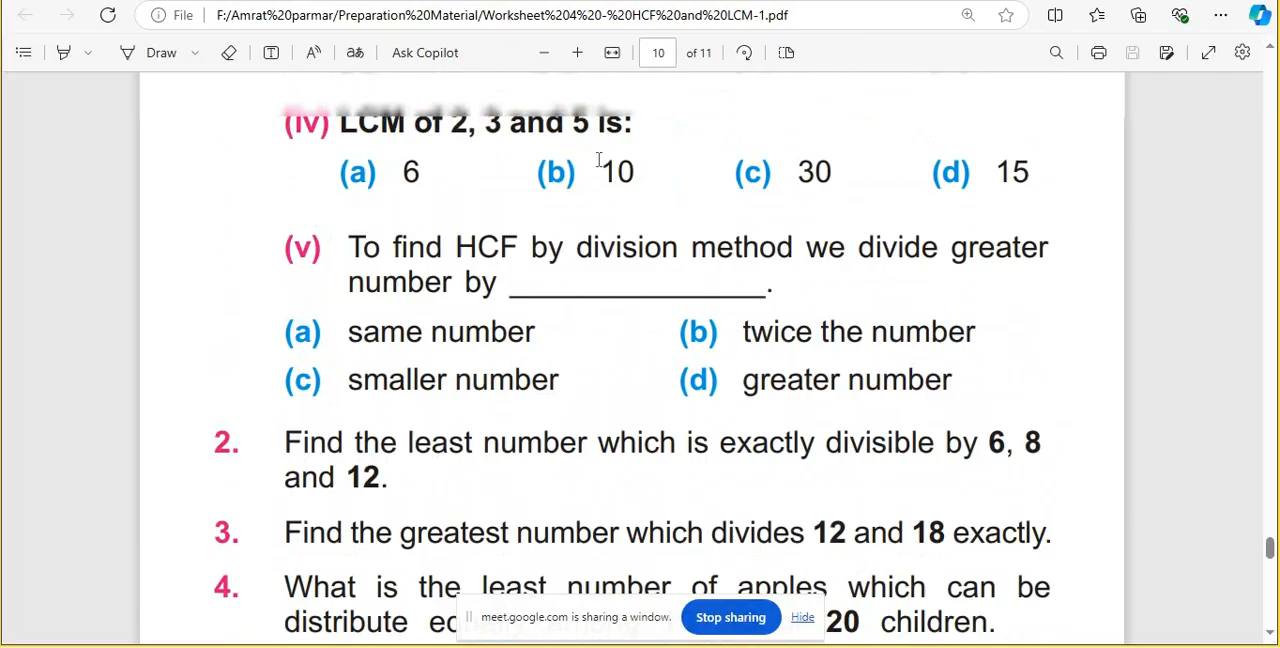 File F:/Amrat%20parmar/Preparation%20Material/Worksheet%204%20-%20HCF%20and%20LCM-1.pdf
Draw aあ Ask Copilot 10 of 11
(iv) LCM of 2, 3 and 5 is:
(a) 6 (b) 10 (c) 30 (d) 15
(v) To find HCF by division method we divide greater
number by _______________.
(a) same number (b) twice the number
(c) smaller number (d) greater number
2. Find the least number which is exactly divisible by 6, 8
and 12.
3. Find the greatest number which divides 12 and 18 exactly.
4. What is the least number of apples which can be
distribute 20 children.
meet.google.com is sharing a window. Stop sharing Hide